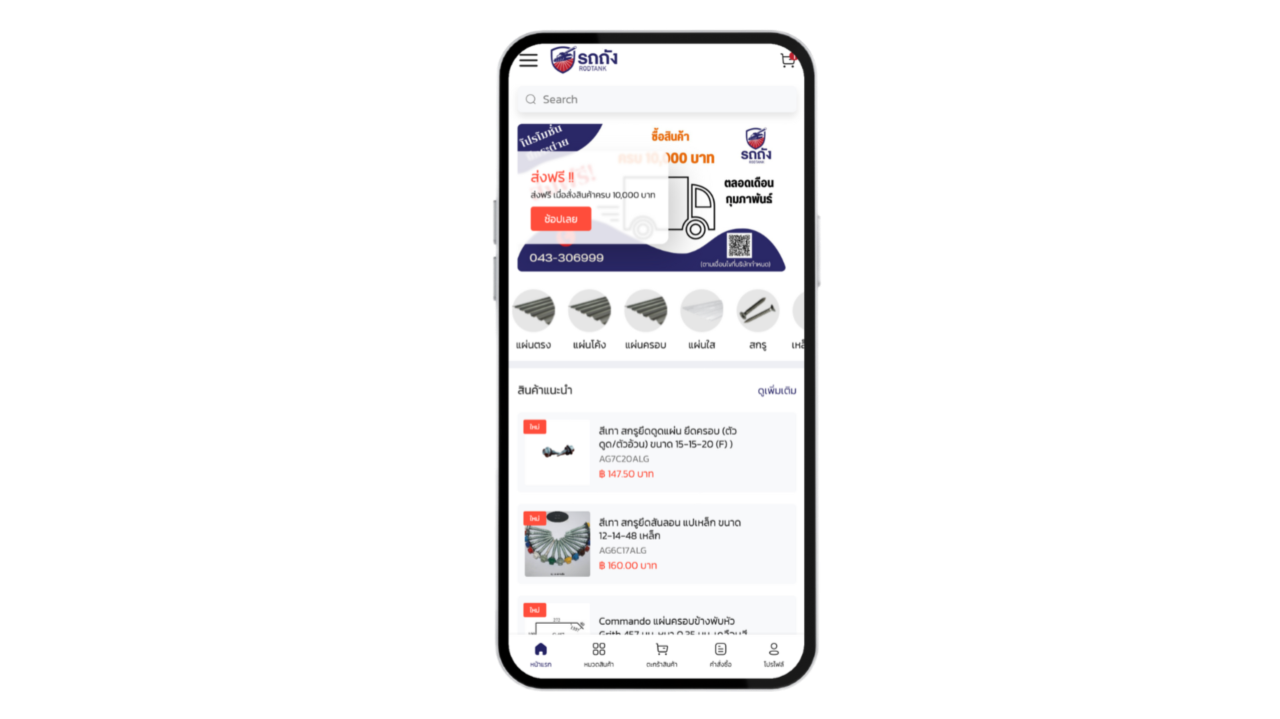 รถถัง
RODTANK
Search
โปรโมชั่น
ซื้อสินค้า
ครบ 10,000 บาท
รถถัง
ส่งฟรี !!
ส่งฟรี เมื่อสั่งสินค้าครบ 10,000 บาท
ช้อปเลย
ตลอดเดือน
กุมภาพันธ์
043-306999
(ตามเงื่อนไขที่บริษัทกำหนด)
แผ่นตรง แผ่นโค้ง แผ่นครอบ แผ่นใส สกรู เหล็
สินค้าแนะนำ ดูเพิ่มเติม
ใหม่
สีเทา สกรูยึดดูดแผ่น ยึดครอบ (ตัว
ดูด/ตัวอ้วน) ขนาด 15-15-20 (F) )
AG7C20ALG
฿ 147.50 บาท
ใหม่
สีเทา สกรูยึดสันลอน แปเหล็ก ขนาด
12-14-48 เหล็ก
AG6C17ALG
฿ 160.00 บาท
ใหม่
Commando แผ่นครอบข้างพับหัว
หน้าแรก หมวดสินค้า ตะกร้าสินค้า คำสั่งซื้อ โปรไฟล์